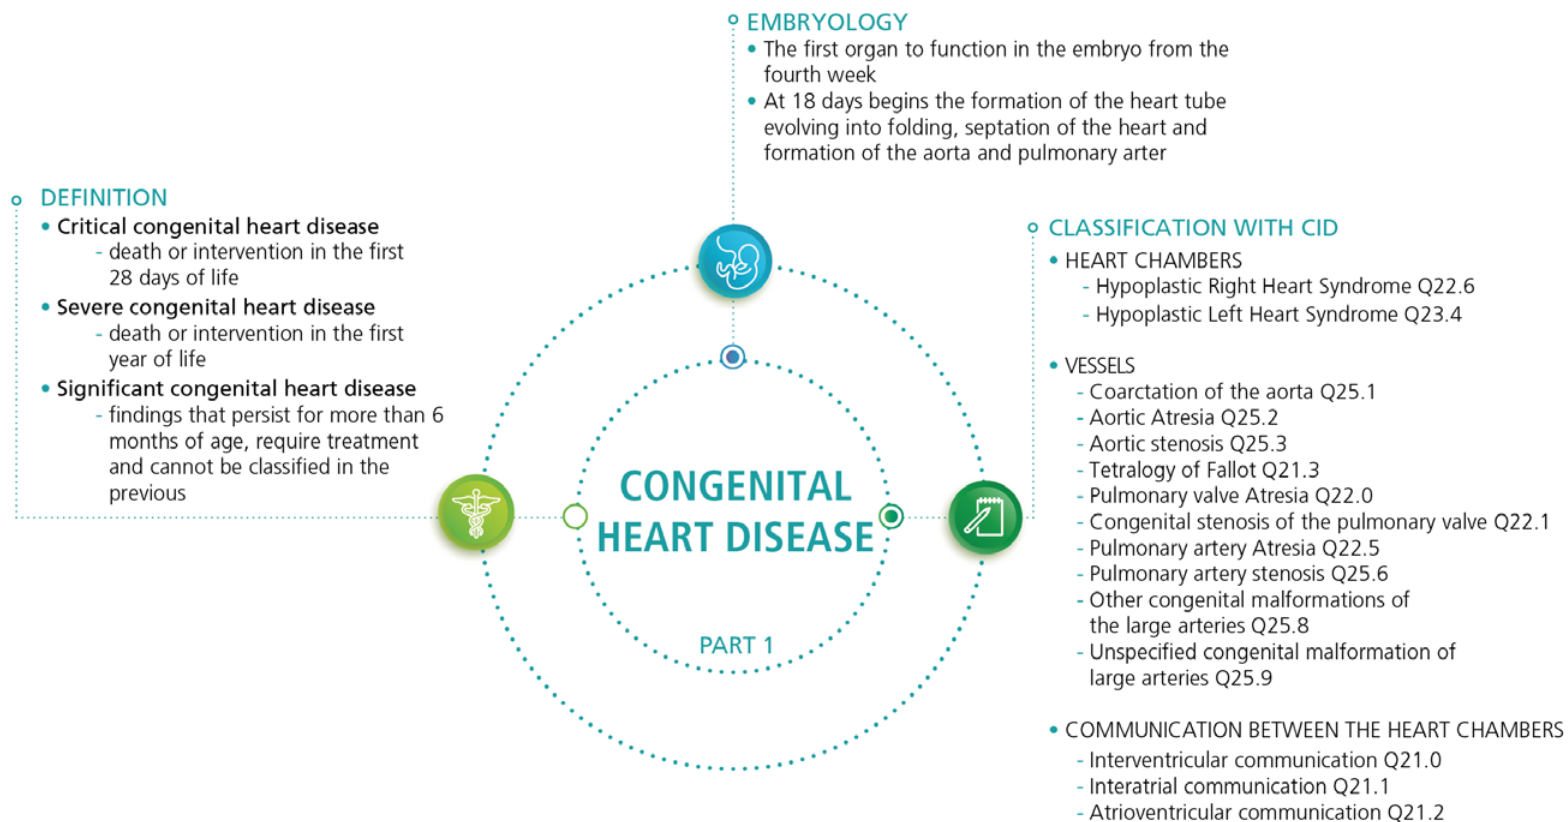 EMBRYOLOGY
• The first organ to function in the embryo from the
fourth week
• At 18 days begins the formation of the heart tube
evolving into folding, septation of the heart and
formation of the aorta and pulmonary arter
DEFINITION
• Critical congenital heart disease
- death or intervention in the first
28 days of life
• Severe congenital heart disease
- death or intervention in the first
year of life
• Significant congenital heart disease
- findings that persist for more than 6
months of age, require treatment
and cannot be classified in the
previous
CONGENITAL
HEART DISEASE
PART 1
CLASSIFICATION WITH CID
• HEART CHAMBERS
- Hypoplastic Right Heart Syndrome Q22.6
- Hypoplastic Left Heart Syndrome Q23.4
• VESSELS
- Coarctation of the aorta Q25.1
- Aortic Atresia Q25.2
- Aortic stenosis Q25.3
- Tetralogy of Fallot Q21.3
- Pulmonary valve Atresia Q22.0
- Congenital stenosis of the pulmonary valve Q22.1
- Pulmonary artery Atresia Q22.5
- Pulmonary artery stenosis Q25.6
- Other congenital malformations of
the large arteries Q25.8
- Unspecified congenital malformation of
large arteries Q25.9
• COMMUNICATION BETWEEN THE HEART CHAMBERS
- Interventricular communication Q21.0
- Interatrial communication Q21.1
- Atrioventricular communication Q21.2